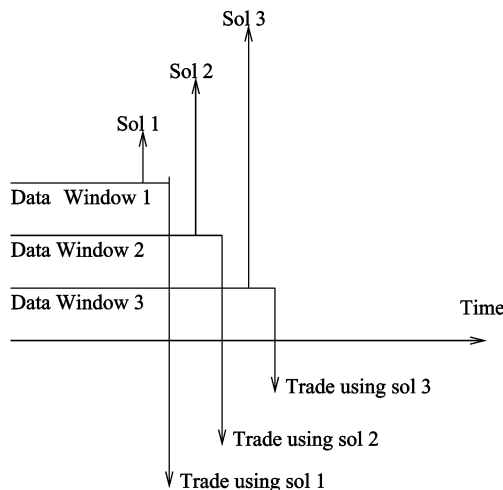 Sol 3
Sol 2
Sol 1
Data Window 1
Data Window 2
Data Window 3
Time
Trade using sol 3
Trade using sol 2
Trade using sol 1